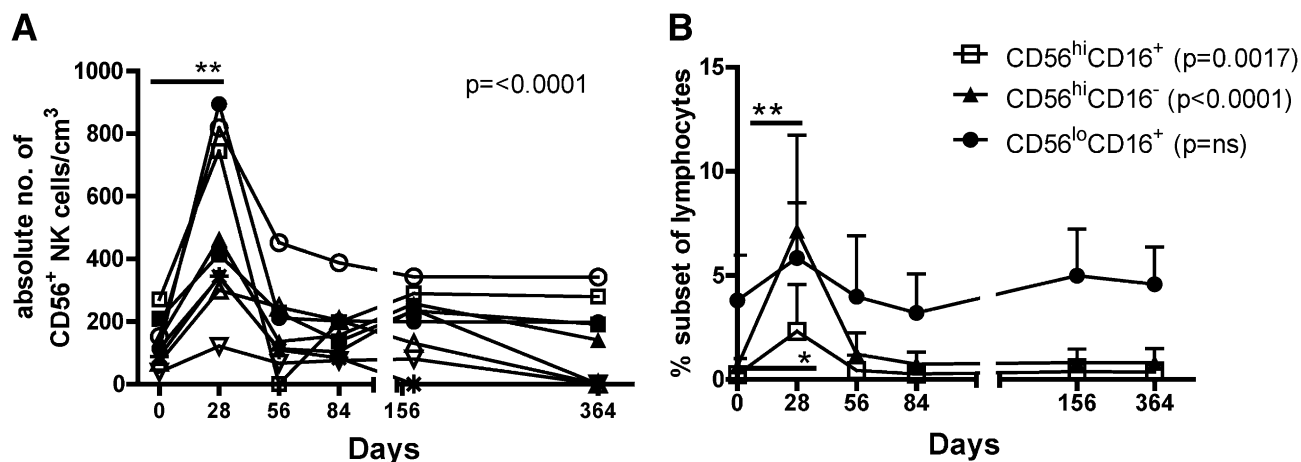 A
**
p=<0.0001
absolute no. of
CD56⁺ NK cells/cm³
1000
800
600
400
200
0
0 28 56 84 156 364
Days
B
CD56ʰⁱCD16⁺ (p=0.0017)
CD56ʰⁱCD16⁻ (p<0.0001)
CD56ˡᵒCD16⁺ (p=ns)
**
% subset of lymphocytes
15
10
5
0
*
0 28 56 84 156 364
Days